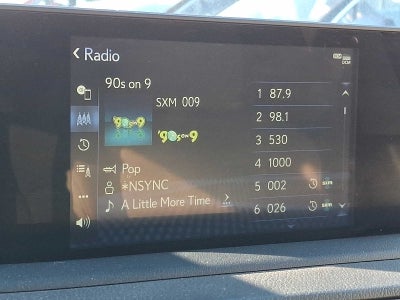 Radio
90s on 9
SXM 009
'90s on 9
'90s on 9
Pop
*NSYNC
A Little More Time
1 87.9
2 98.1
3 530
4 1000
5 002
6 026